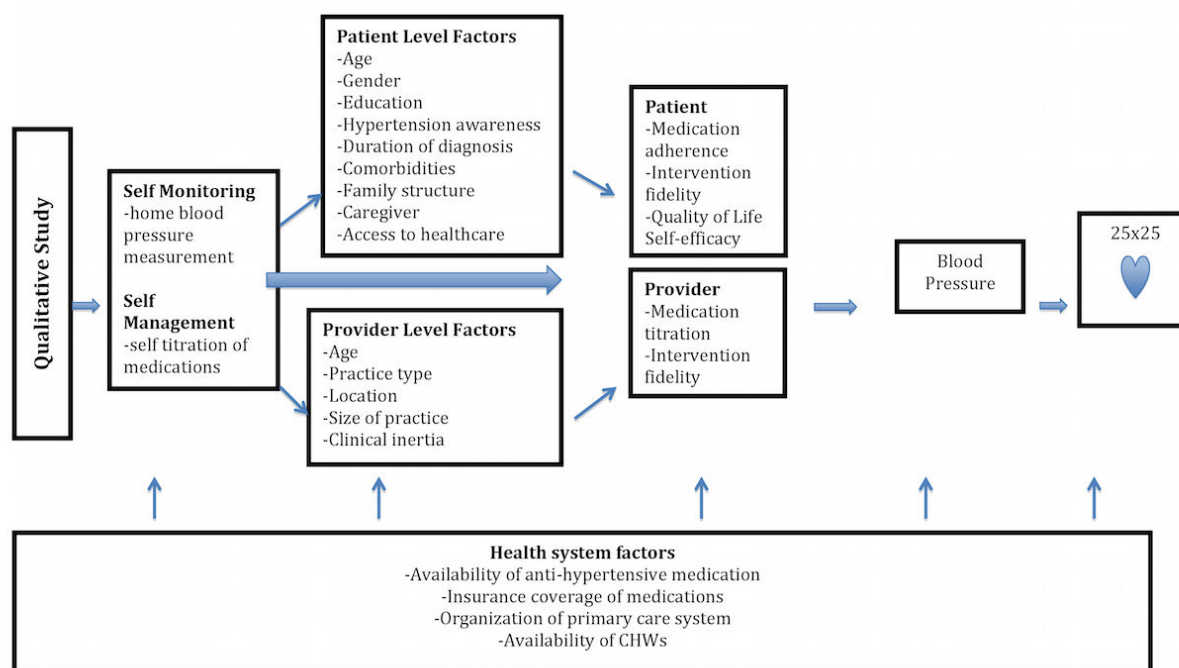 Qualitative Study
Self Monitoring
-home blood
pressure
measurement
Self
Management
-self titration of
medications
Patient Level Factors
-Age
-Gender
-Education
-Hypertension awareness
-Duration of diagnosis
-Comorbidities
-Family structure
-Caregiver
-Access to healthcare
Provider Level Factors
-Age
-Practice type
-Location
-Size of practice
-Clinical inertia
Patient
-Medication
adherence
-Intervention
fidelity
-Quality of Life
Self-efficacy
Provider
-Medication
titration
-Intervention
fidelity
Blood
Pressure
25x25
Health system factors
-Availability of anti-hypertensive medication
-Insurance coverage of medications
-Organization of primary care system
-Availability of CHWs